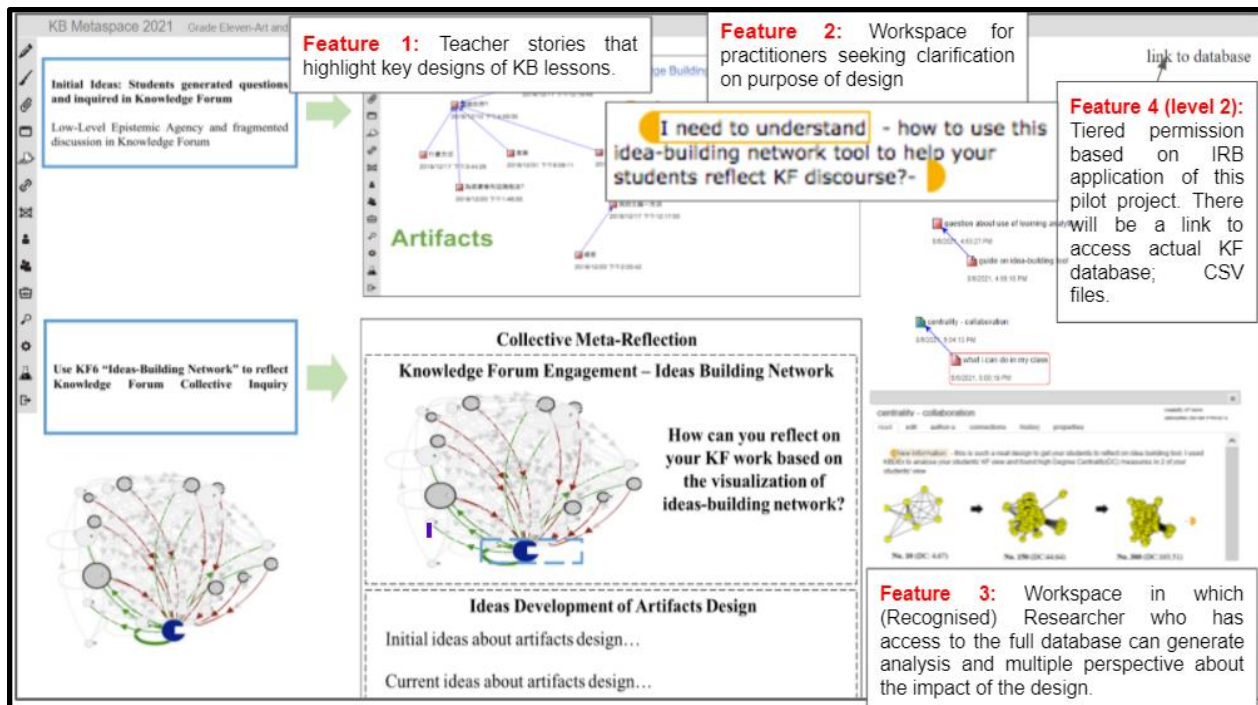 KB Metaspace 2021 Grade Eleven-Art and
Feature 1: Teacher stories that
highlight key designs of KB lessons.
Feature 2: Workspace for
practitioners seeking clarification
on purpose of design
link to database
Initial Ideas: Students generated questions
and inquired in Knowledge Forum
Low-Level Epistemic Agency and fragmented
discussion in Knowledge Forum
I need to understand - how to use this
idea-building network tool to help your
students reflect KF discourse?-
Artifacts
Feature 4 (level 2):
Tiered permission
based on IRB
application of this
pilot project. There
will be a link to
access actual KF
database; CSV
files.
question about use of learning
guide on idea-building tool
centrality - collaboration
what i can do in my class
Use KF6 “Ideas-Building Network” to reflect
Knowledge Forum Collective Inquiry
Collective Meta-Reflection
Knowledge Forum Engagement – Ideas Building Network
How can you reflect on
your KF work based on
the visualization of
ideas-building network?
Ideas Development of Artifacts Design
Initial ideas about artifacts design…
Current ideas about artifacts design…
centrality - collaboration
read edit author-s connections history properties
Feature 3: Workspace in which
(Recognised) Researcher who has
access to the full database can generate
analysis and multiple perspective about
the impact of the design.